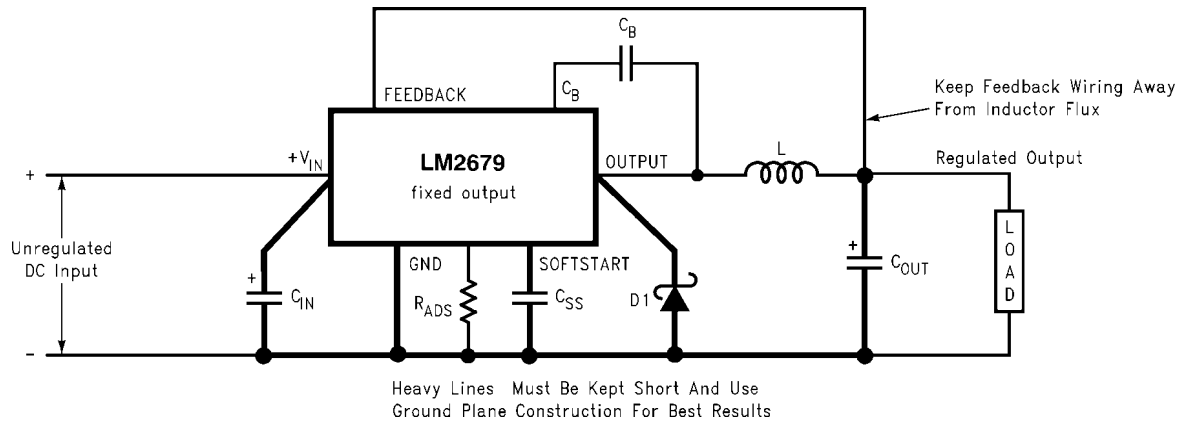 C_B
FEEDBACK
C_B
Keep Feedback Wiring Away
From Inductor Flux
+V_IN
LM2679
fixed output
OUTPUT
L
Regulated Output
+
Unregulated
DC Input
-
+
C_IN
GND
R_ADS
SOFTSTART
C_SS
D1
+
C_OUT
LOAD
Heavy Lines Must Be Kept Short And Use
Ground Plane Construction For Best Results